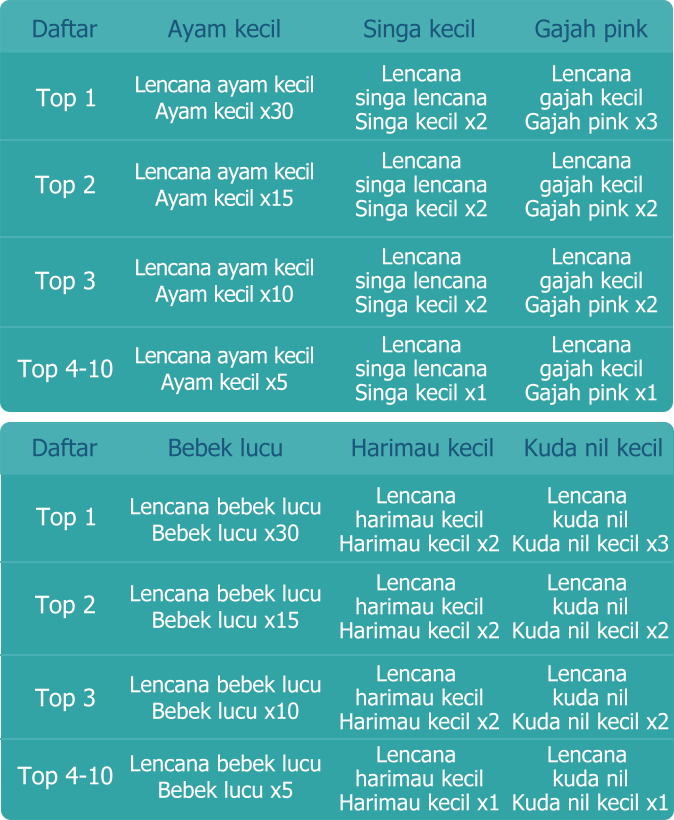 Daftar Ayam kecil Singa kecil Gajah pink
Top 1
Lencana ayam kecil
Ayam kecil x30
Lencana
singa lencana
Singa kecil x2
Lencana
gajah kecil
Gajah pink x3
Top 2
Lencana ayam kecil
Ayam kecil x15
Lencana
singa lencana
Singa kecil x2
Lencana
gajah kecil
Gajah pink x2
Top 3
Lencana ayam kecil
Ayam kecil x10
Lencana
singa lencana
Singa kecil x2
Lencana
gajah kecil
Gajah pink x2
Top 4-10
Lencana ayam kecil
Ayam kecil x5
Lencana
singa lencana
Singa kecil x1
Lencana
gajah kecil
Gajah pink x1
Daftar Bebek lucu Harimau kecil Kuda nil kecil
Top 1
Lencana bebek lucu
Bebek lucu x30
Lencana
harimau kecil
Harimau kecil x2
Lencana
kuda nil
Kuda nil kecil x3
Top 2
Lencana bebek lucu
Bebek lucu x15
Lencana
harimau kecil
Harimau kecil x2
Lencana
kuda nil
Kuda nil kecil x2
Top 3
Lencana bebek lucu
Bebek lucu x10
Lencana
harimau kecil
Harimau kecil x2
Lencana
kuda nil
Kuda nil kecil x2
Top 4-10
Lencana bebek lucu
Bebek lucu x5
Lencana
harimau kecil
Harimau kecil x1
Lencana
kuda nil
Kuda nil kecil x1